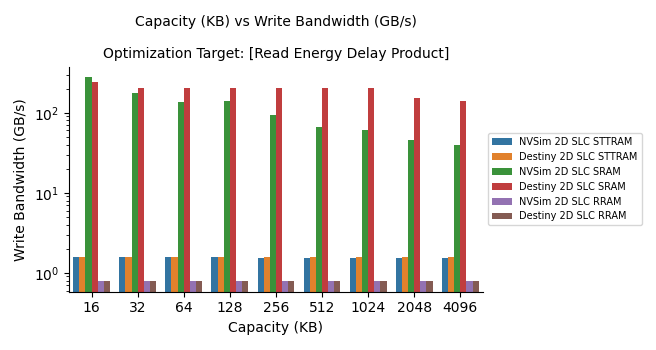 Capacity (KB) vs Write Bandwidth (GB/s)
Optimization Target: [Read Energy Delay Product]
Write Bandwidth (GB/s)
10²
10¹
10⁰
16 32 64 128 256 512 1024 2048 4096
Capacity (KB)
NVSim 2D SLC STTRAM
Destiny 2D SLC STTRAM
NVSim 2D SLC SRAM
Destiny 2D SLC SRAM
NVSim 2D SLC RRAM
Destiny 2D SLC RRAM